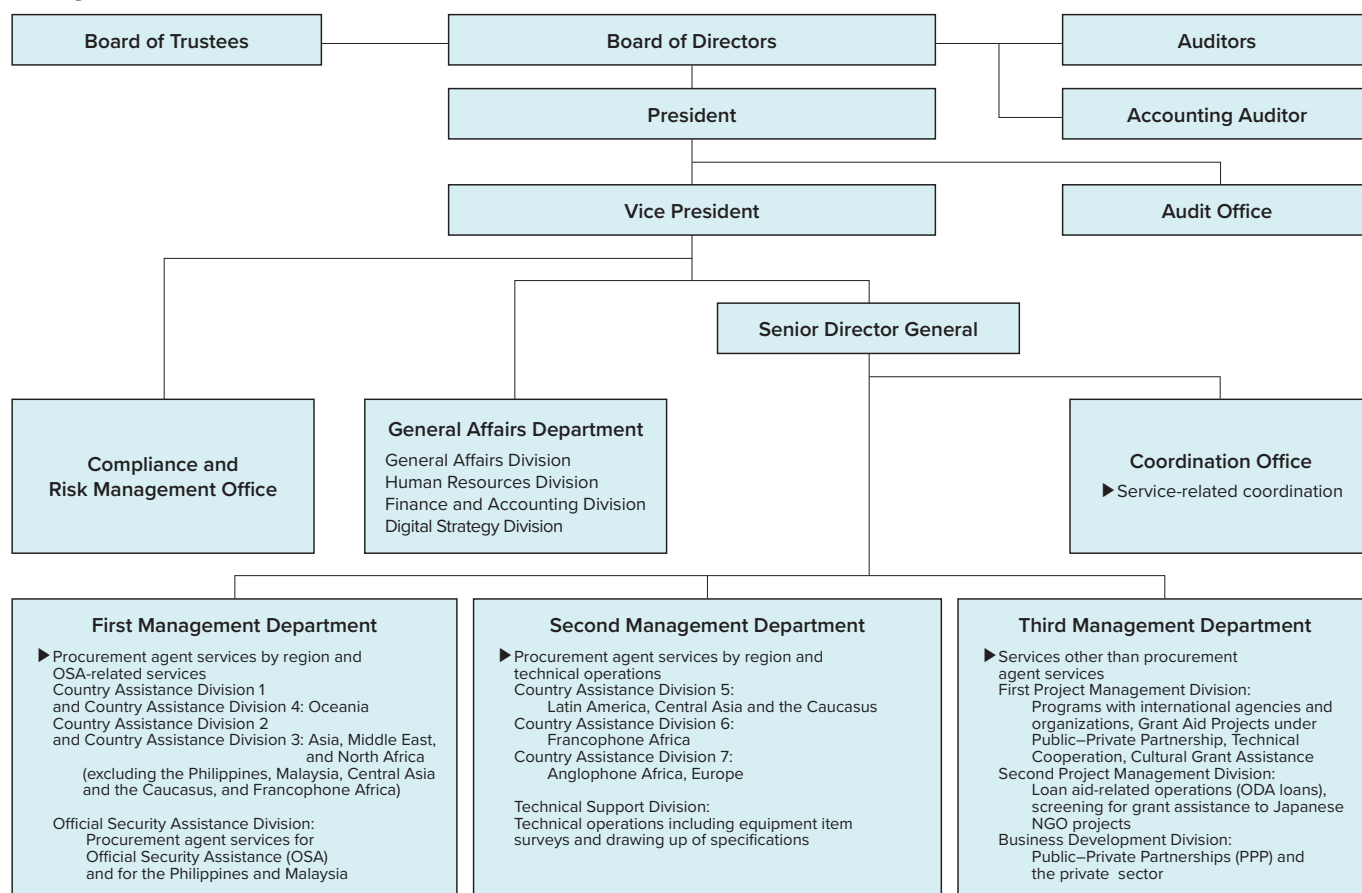 Board of Trustees
Board of Directors
Auditors
President
Accounting Auditor
Vice President
Audit Office
Senior Director General
Compliance and
Risk Management Office
General Affairs Department
General Affairs Division
Human Resources Division
Finance and Accounting Division
Digital Strategy Division
Coordination Office
▶Service-related coordination
First Management Department
▶Procurement agent services by region and
OSA-related services
Country Assistance Division 1
and Country Assistance Division 4: Oceania
Country Assistance Division 2
and Country Assistance Division 3: Asia, Middle East,
and North Africa
(excluding the Philippines, Malaysia, Central Asia
and the Caucasus, and Francophone Africa)
Official Security Assistance Division:
Procurement agent services for
Official Security Assistance (OSA)
and for the Philippines and Malaysia
Second Management Department
▶Procurement agent services by region and
technical operations
Country Assistance Division 5:
Latin America, Central Asia and the Caucasus
Country Assistance Division 6:
Francophone Africa
Country Assistance Division 7:
Anglophone Africa, Europe
Technical Support Division:
Technical operations including equipment item
surveys and drawing up of specifications
Third Management Department
▶Services other than procurement
agent services
First Project Management Division:
Programs with international agencies and
organizations, Grant Aid Projects under
Public–Private Partnership, Technical
Cooperation, Cultural Grant Assistance
Second Project Management Division:
Loan aid-related operations (ODA loans),
screening for grant assistance to Japanese
NGO projects
Business Development Division:
Public–Private Partnerships (PPP) and
the private sector